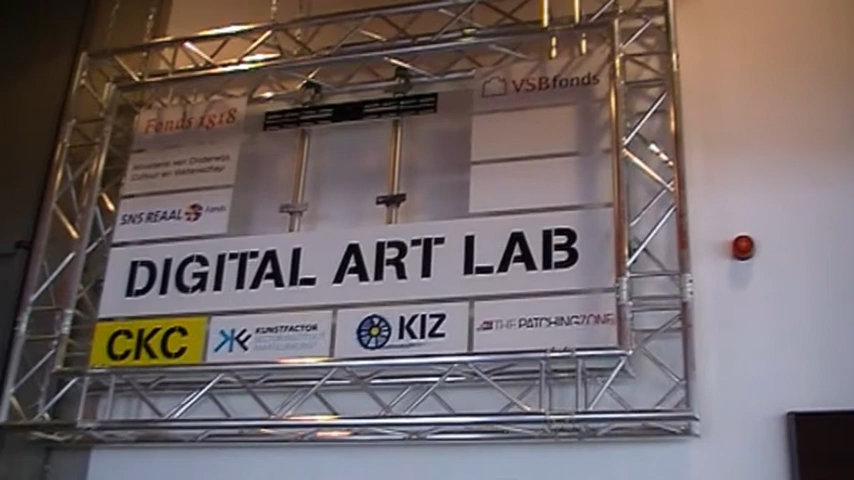 VSBfonds
Fonds 1518
Ministerie van Onderwijs,
Cultuur en Wetenschap
SNS REAAL fonds
DIGITAL ART LAB
CKC
KUNSTFACTOR
KIZ
THE PATCHINGZONE